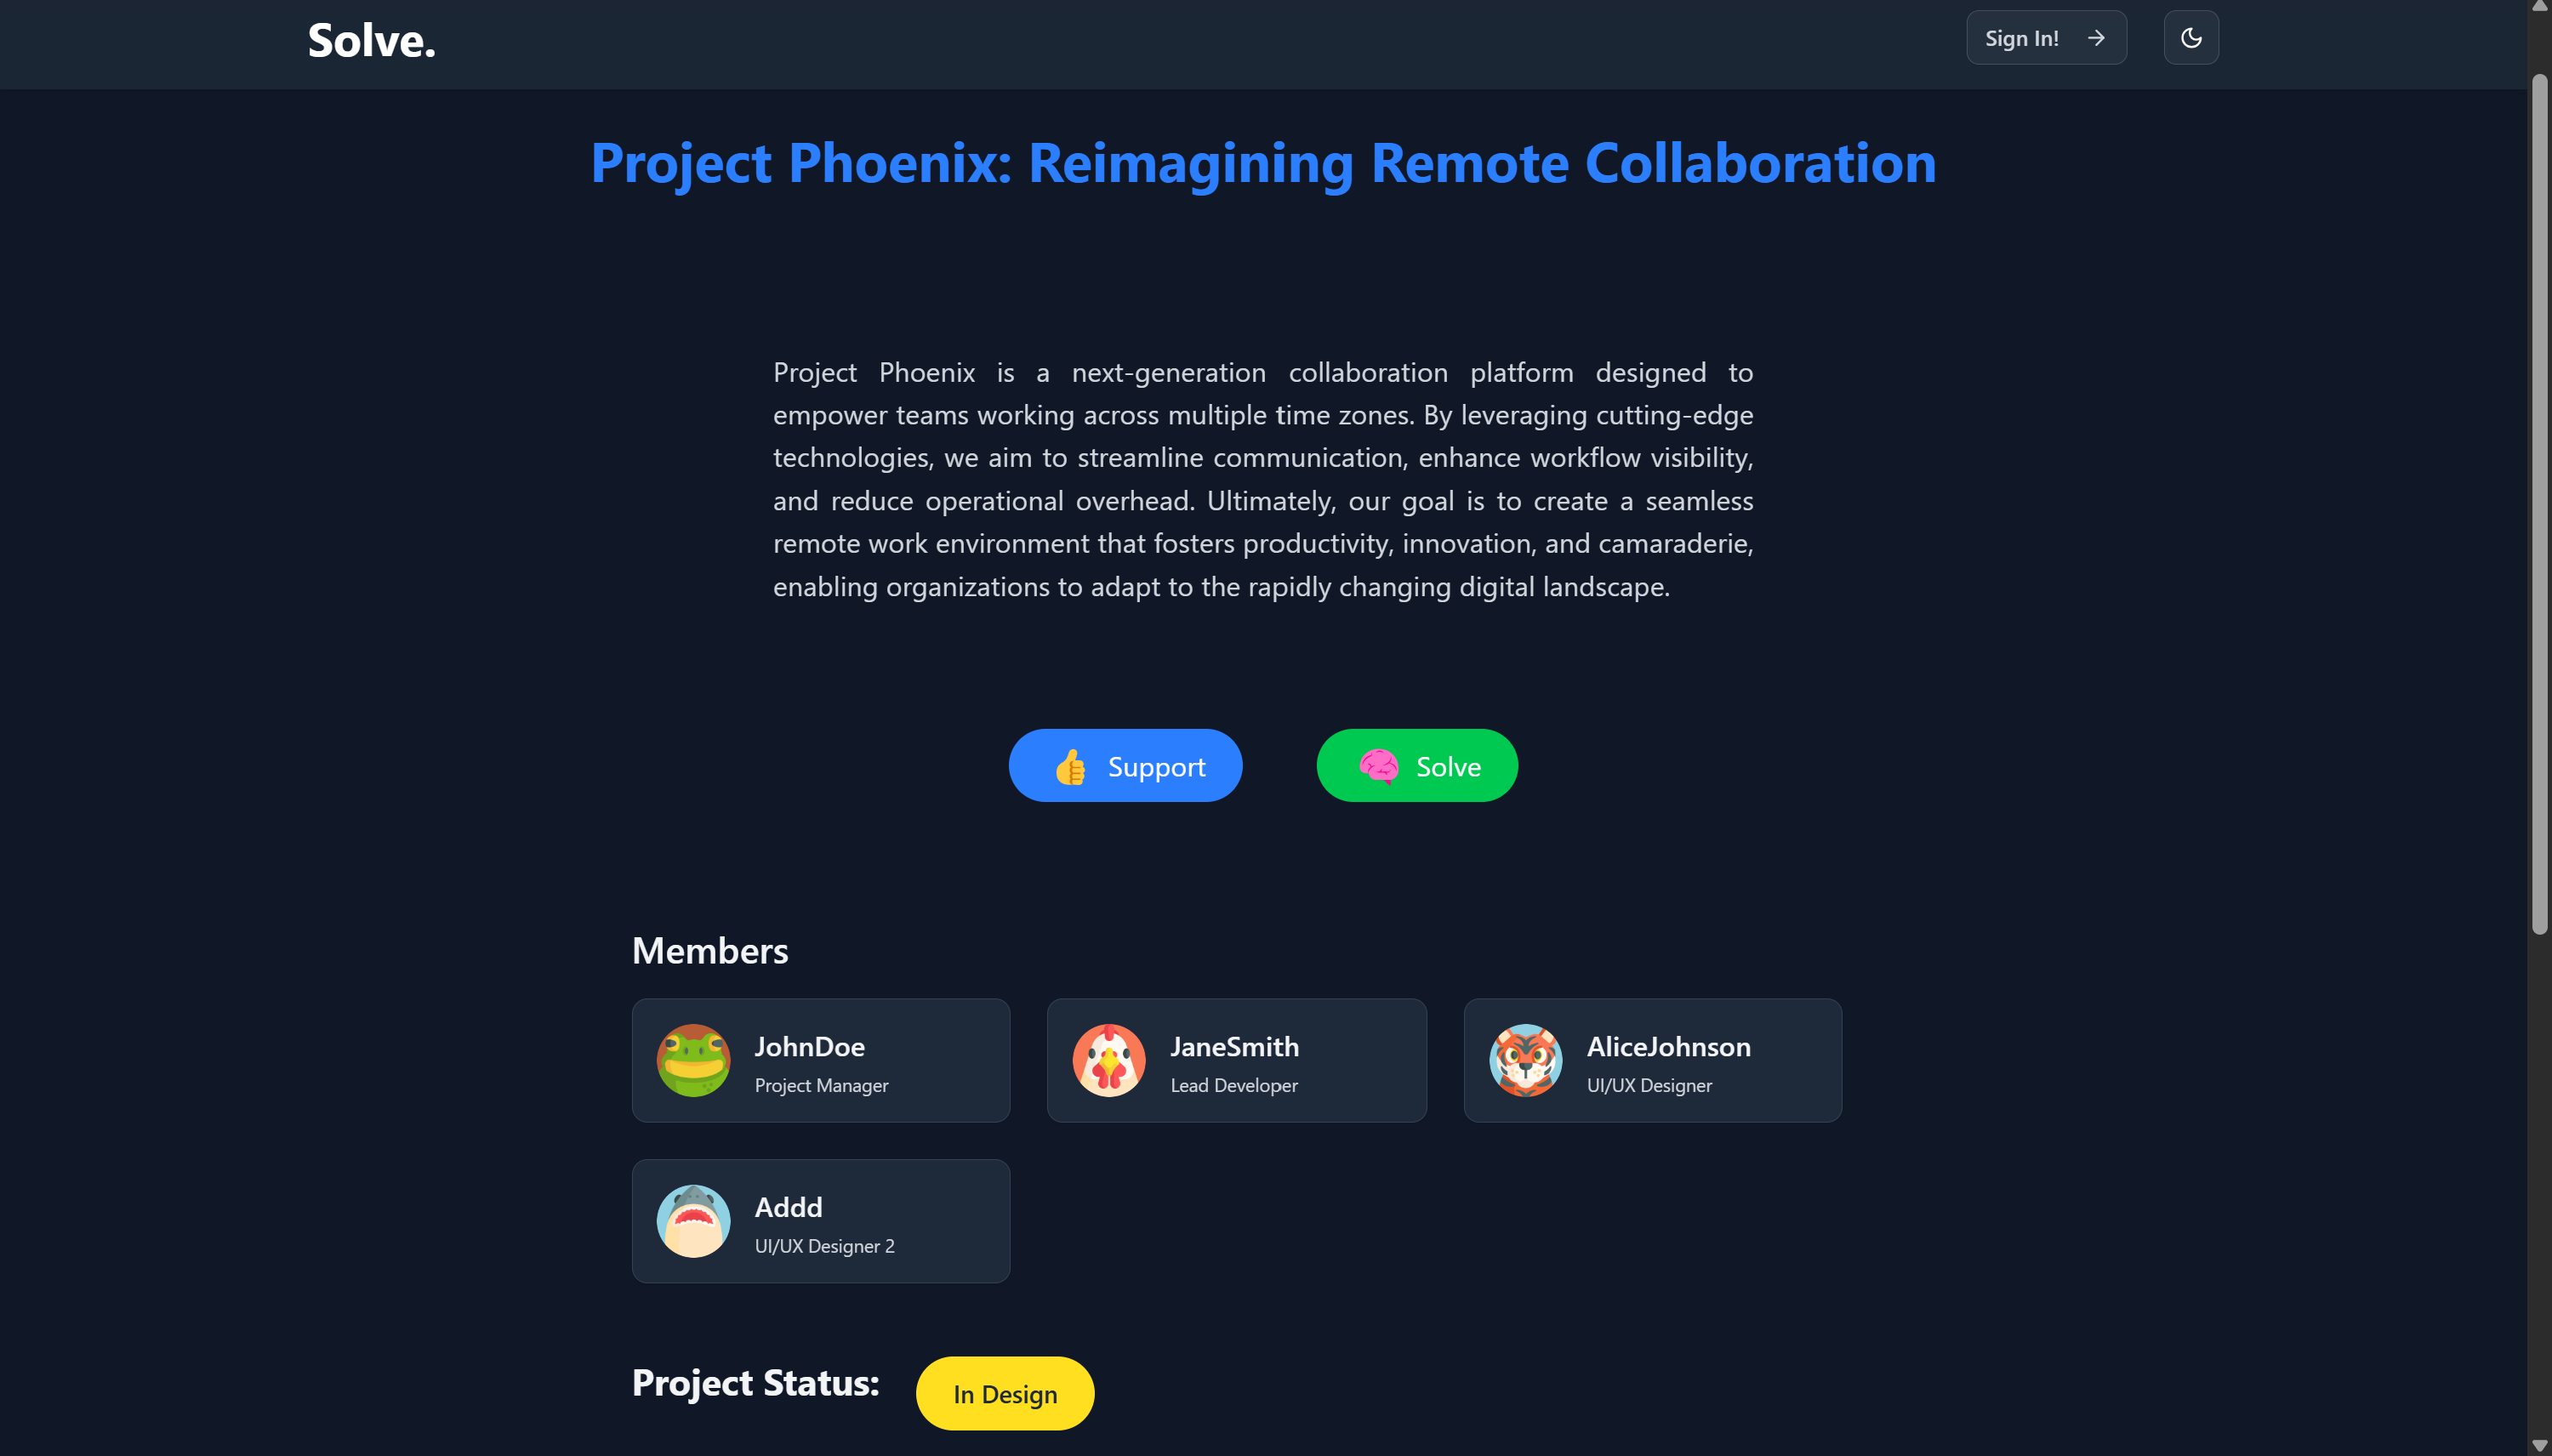 Solve.
Sign In!
Project Phoenix: Reimagining Remote Collaboration
Project Phoenix is a next-generation collaboration platform designed to
empower teams working across multiple time zones. By leveraging cutting-edge
technologies, we aim to streamline communication, enhance workflow visibility,
and reduce operational overhead. Ultimately, our goal is to create a seamless
remote work environment that fosters productivity, innovation, and camaraderie,
enabling organizations to adapt to the rapidly changing digital landscape.
Support
Solve
Members
JohnDoe
Project Manager
JaneSmith
Lead Developer
AliceJohnson
UI/UX Designer
Addd
UI/UX Designer 2
Project Status:
In Design